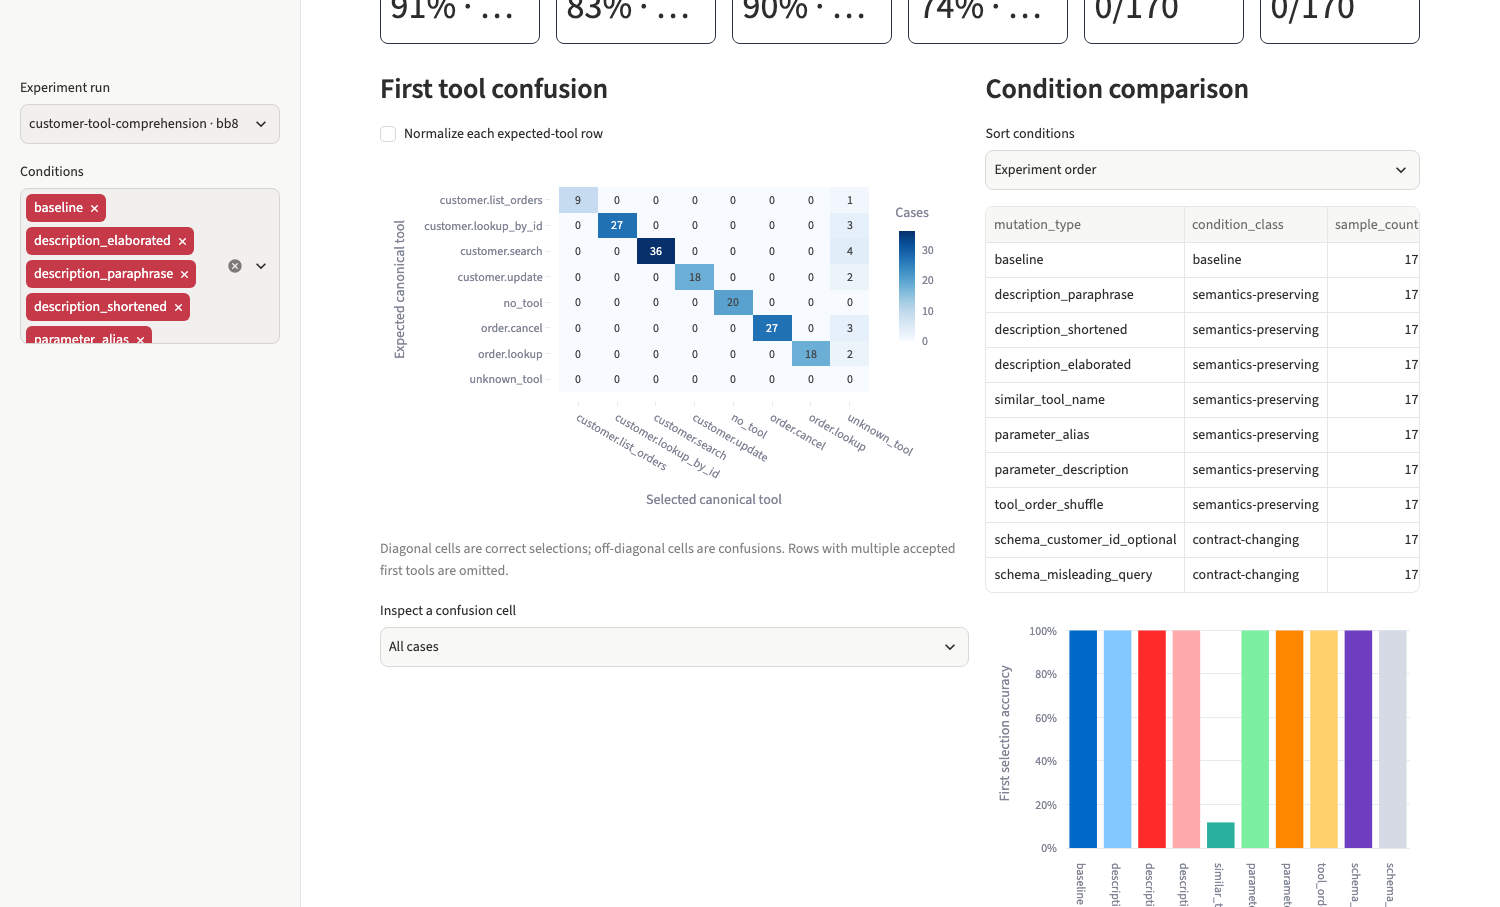 91% · …
83% · …
90% · …
74% · …
0/170
0/170
Experiment run
customer-tool-comprehension · bb8
Conditions
baseline ×
description_elaborated ×
description_paraphrase ×
description_shortened ×
parameter_alias ×
First tool confusion
Normalize each expected-tool row
Expected canonical tool
customer.list_orders 9 0 0 0 0 0 0 1
customer.lookup_by_id 0 27 0 0 0 0 0 3
customer.search 0 0 36 0 0 0 0 4
customer.update 0 0 0 18 0 0 0 2
no_tool 0 0 0 0 20 0 0 0
order.cancel 0 0 0 0 0 27 0 3
order.lookup 0 0 0 0 0 0 18 2
unknown_tool 0 0 0 0 0 0 0 0
customer.list_orders
customer.lookup_by_id
customer.search
customer.update
no_tool
order.cancel
order.lookup
unknown_tool
Selected canonical tool
Cases
30
20
10
0
Diagonal cells are correct selections; off-diagonal cells are confusions. Rows with multiple accepted
first tools are omitted.
Inspect a confusion cell
All cases
Condition comparison
Sort conditions
Experiment order
mutation_type condition_class sample_count
baseline baseline 17
description_paraphrase semantics-preserving 17
description_shortened semantics-preserving 17
description_elaborated semantics-preserving 17
similar_tool_name semantics-preserving 17
parameter_alias semantics-preserving 17
parameter_description semantics-preserving 17
tool_order_shuffle semantics-preserving 17
schema_customer_id_optional contract-changing 17
schema_misleading_query contract-changing 17
First selection accuracy
100%
80%
60%
40%
20%
0%
baseline
descripti
descripti
descripti
similar_t
paramet
paramet
tool_ord
schema_
schema_